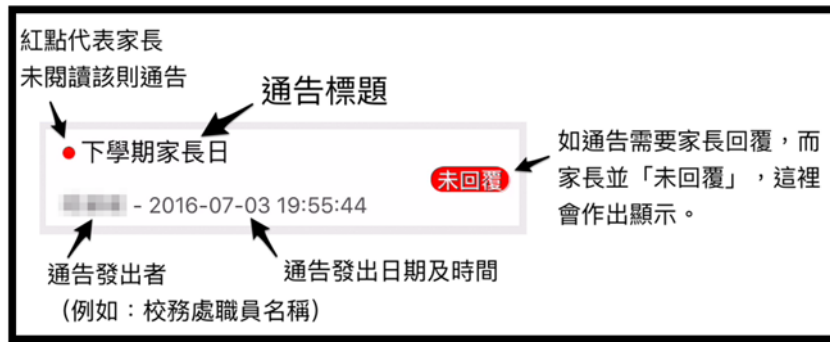 紅點代表家長
未閱讀該則通告
通告標題
下學期家長日
未回覆
- 2016-07-03 19:55:44
如通告需要家長回覆，而
家長並「未回覆」，這裡
會作出顯示。
通告發出者
（例如：校務處職員名稱）
通告發出日期及時間